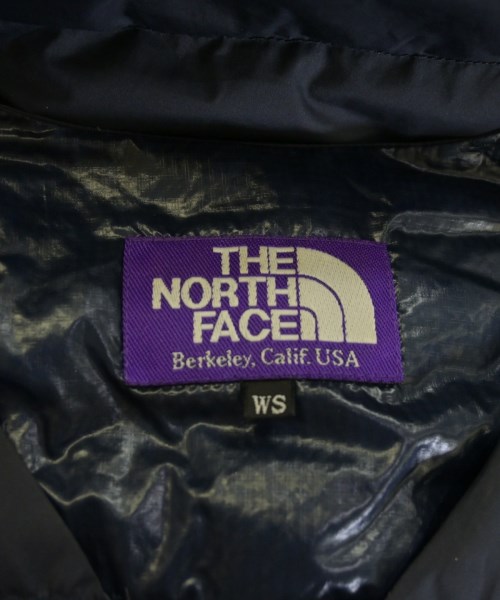 THE
NORTH
FACE
Berkeley, Calif. USA
WS